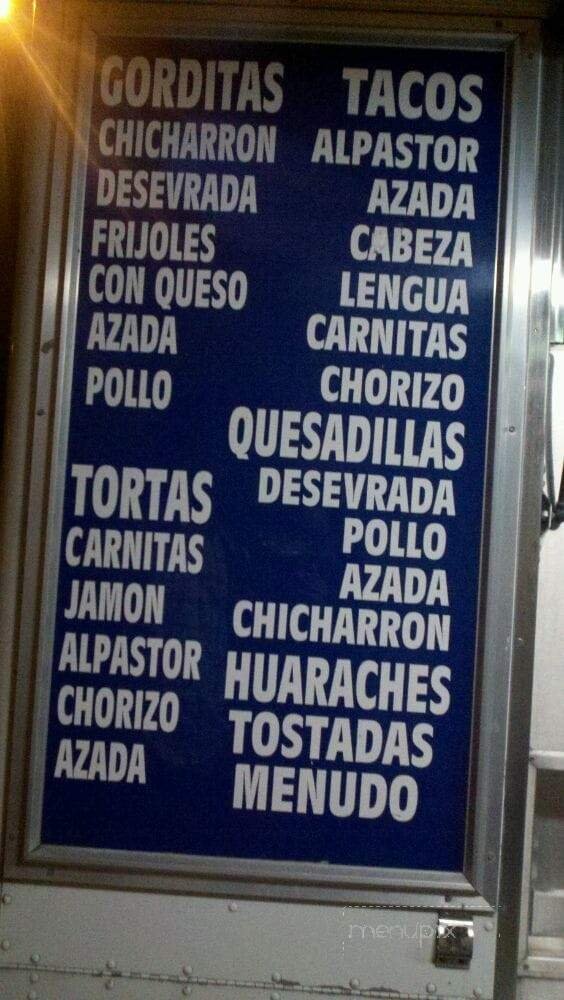 GORDITAS
CHICHARRON
DESEVRADA
FRIJOLES
CON QUESO
AZADA
POLLO
TORTAS
CARNITAS
JAMON
ALPASTOR
CHORIZO
AZADA
TACOS
ALPASTOR
AZADA
CABEZA
LENGUA
CARNITAS
CHORIZO
QUESADILLAS
DESEVRADA
POLLO
AZADA
CHICHARRON
HUARACHES
TOSTADAS
MENUDO
menupix